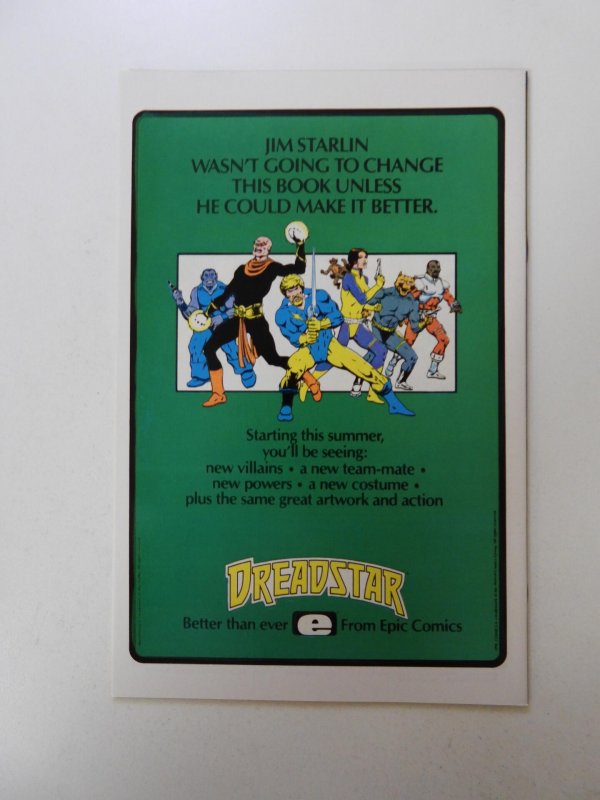 JIM STARLIN
WASN'T GOING TO CHANGE
THIS BOOK UNLESS
HE COULD MAKE IT BETTER.
Starting this summer,
you'll be seeing:
new villains • a new team-mate •
new powers • a new costume •
plus the same great artwork and action
DREADSTAR
Better than ever e From Epic Comics